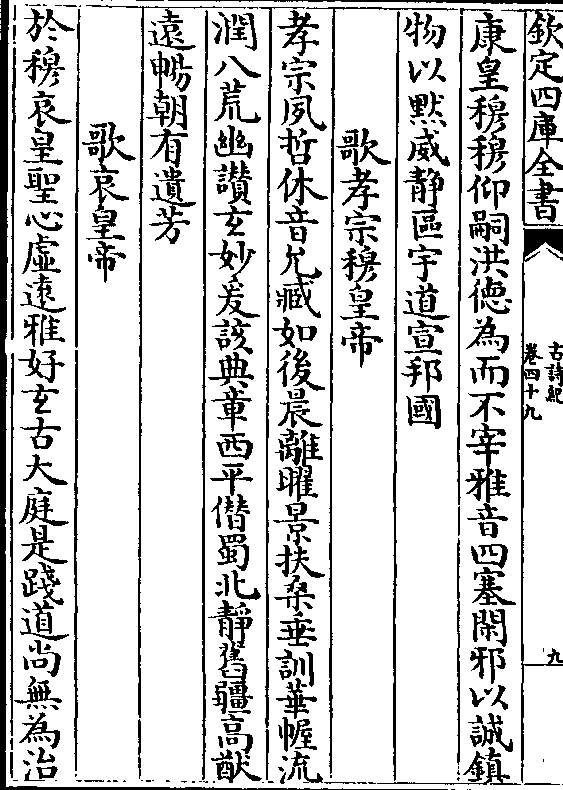 欽定四庫全書
古詩紀
卷四十九
九
康皇穆穆仰嗣洪德為而不宰雅音四塞閑邪以誠鎮
物以黙威静區宇道宣邦國
歌孝宗穆皇帝
孝宗夙哲休音允臧如彼晨離曜景扶桑垂訓華幄流
潤八荒幽讚玄妙爰該典章西平僭蜀北靜舊疆高猷
遠暢朝有遺芳
歌哀皇帝
於穆哀皇聖心虛逺雅好玄古大庭是踐道尚無為治